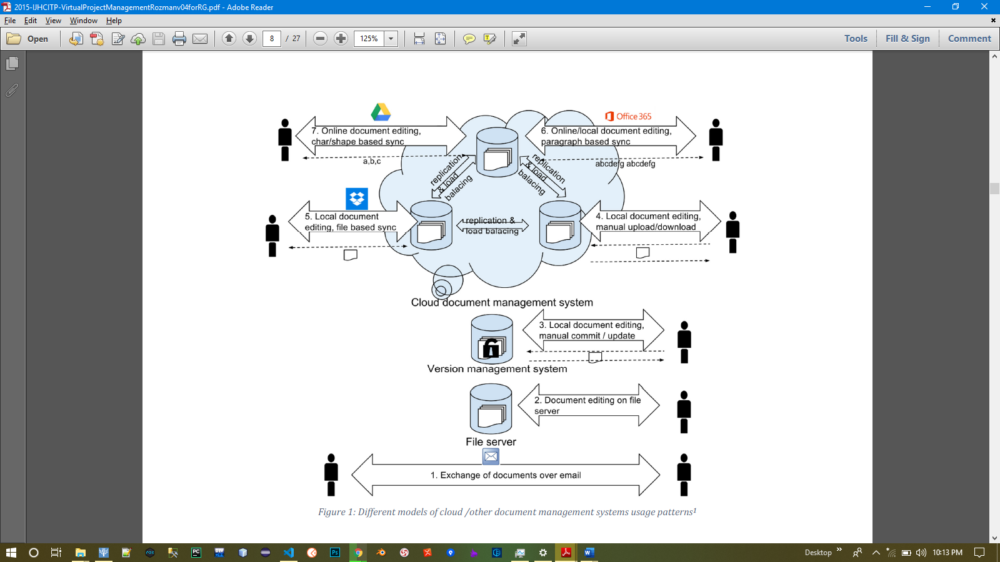 2015-IJHCITP-VirtualProjectManagementRozmanv04forRG.pdf - Adobe Reader
File Edit View Window Help
Open 8 / 27 125% Tools Fill & Sign Comment
Office 365
7. Online document editing,
char/shape based sync
a,b,c
6. Online/local document editing,
paragraph based sync
abcdefg abcdefg
replication
& load
balacing
replication
& load
balacing
5. Local document
editing, file based sync
replication &
load balacing
4. Local document editing,
manual upload/download
Cloud document management system
3. Local document editing,
manual commit / update
Version management system
2. Document editing on file
server
File server
1. Exchange of documents over email
Figure 1: Different models of cloud /other document management systems usage patterns¹
Desktop 10:13 PM